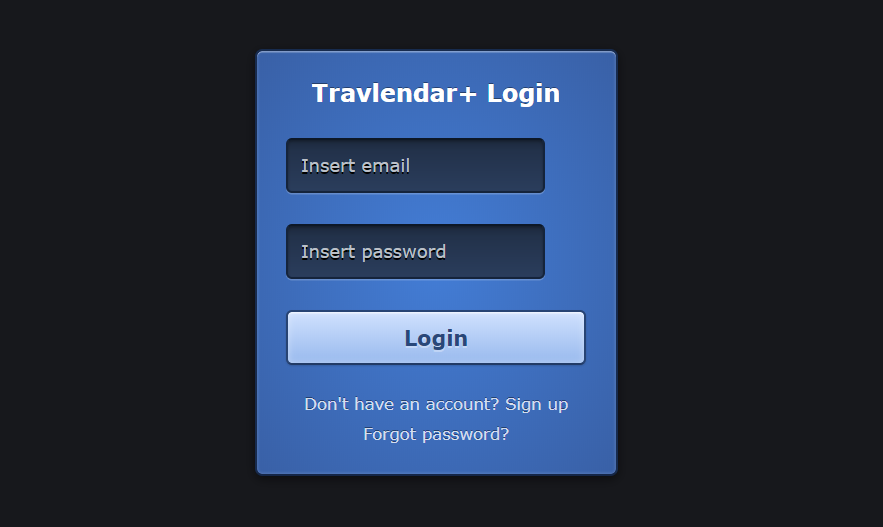 Travlendar+ Login
Insert email
Insert password
Login
Don't have an account? Sign up
Forgot password?